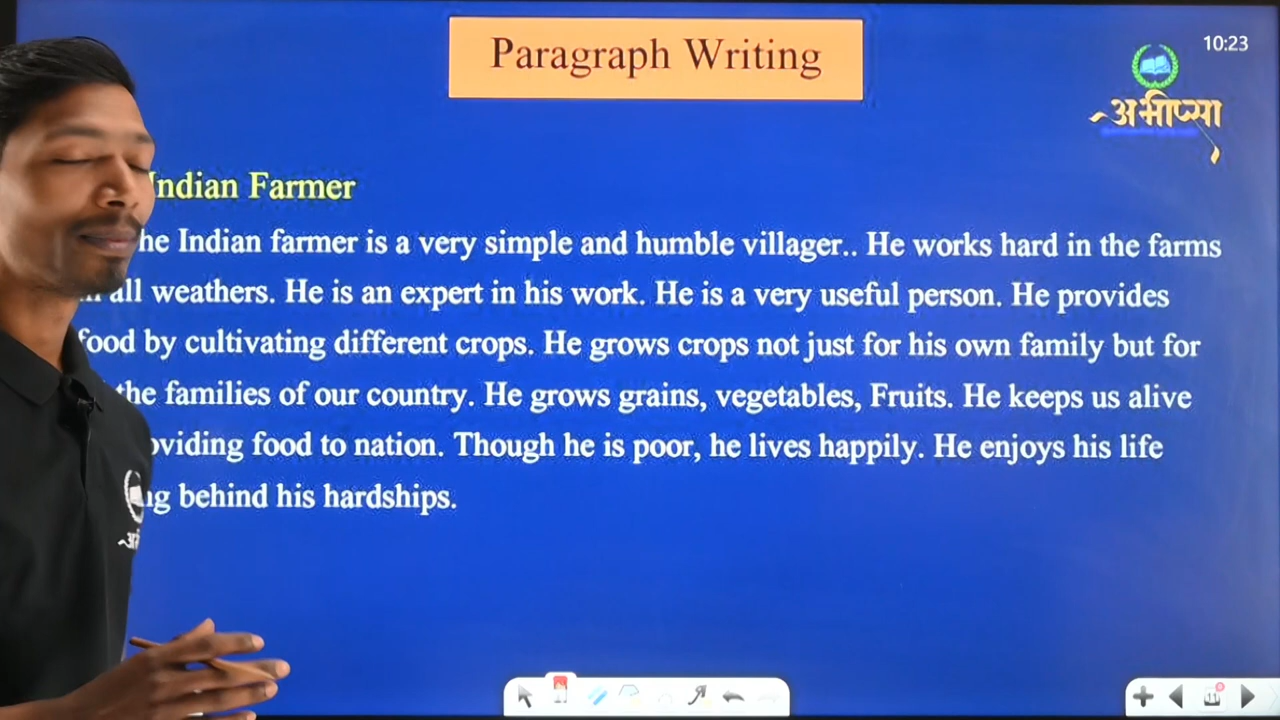 Paragraph Writing
10:23
अभीप्सा
Indian Farmer
he Indian farmer is a very simple and humble villager.. He works hard in the farms
all weathers. He is an expert in his work. He is a very useful person. He provides
food by cultivating different crops. He grows crops not just for his own family but for
the families of our country. He grows grains, vegetables, Fruits. He keeps us alive
oviding food to nation. Though he is poor, he lives happily. He enjoys his life
ng behind his hardships.
11